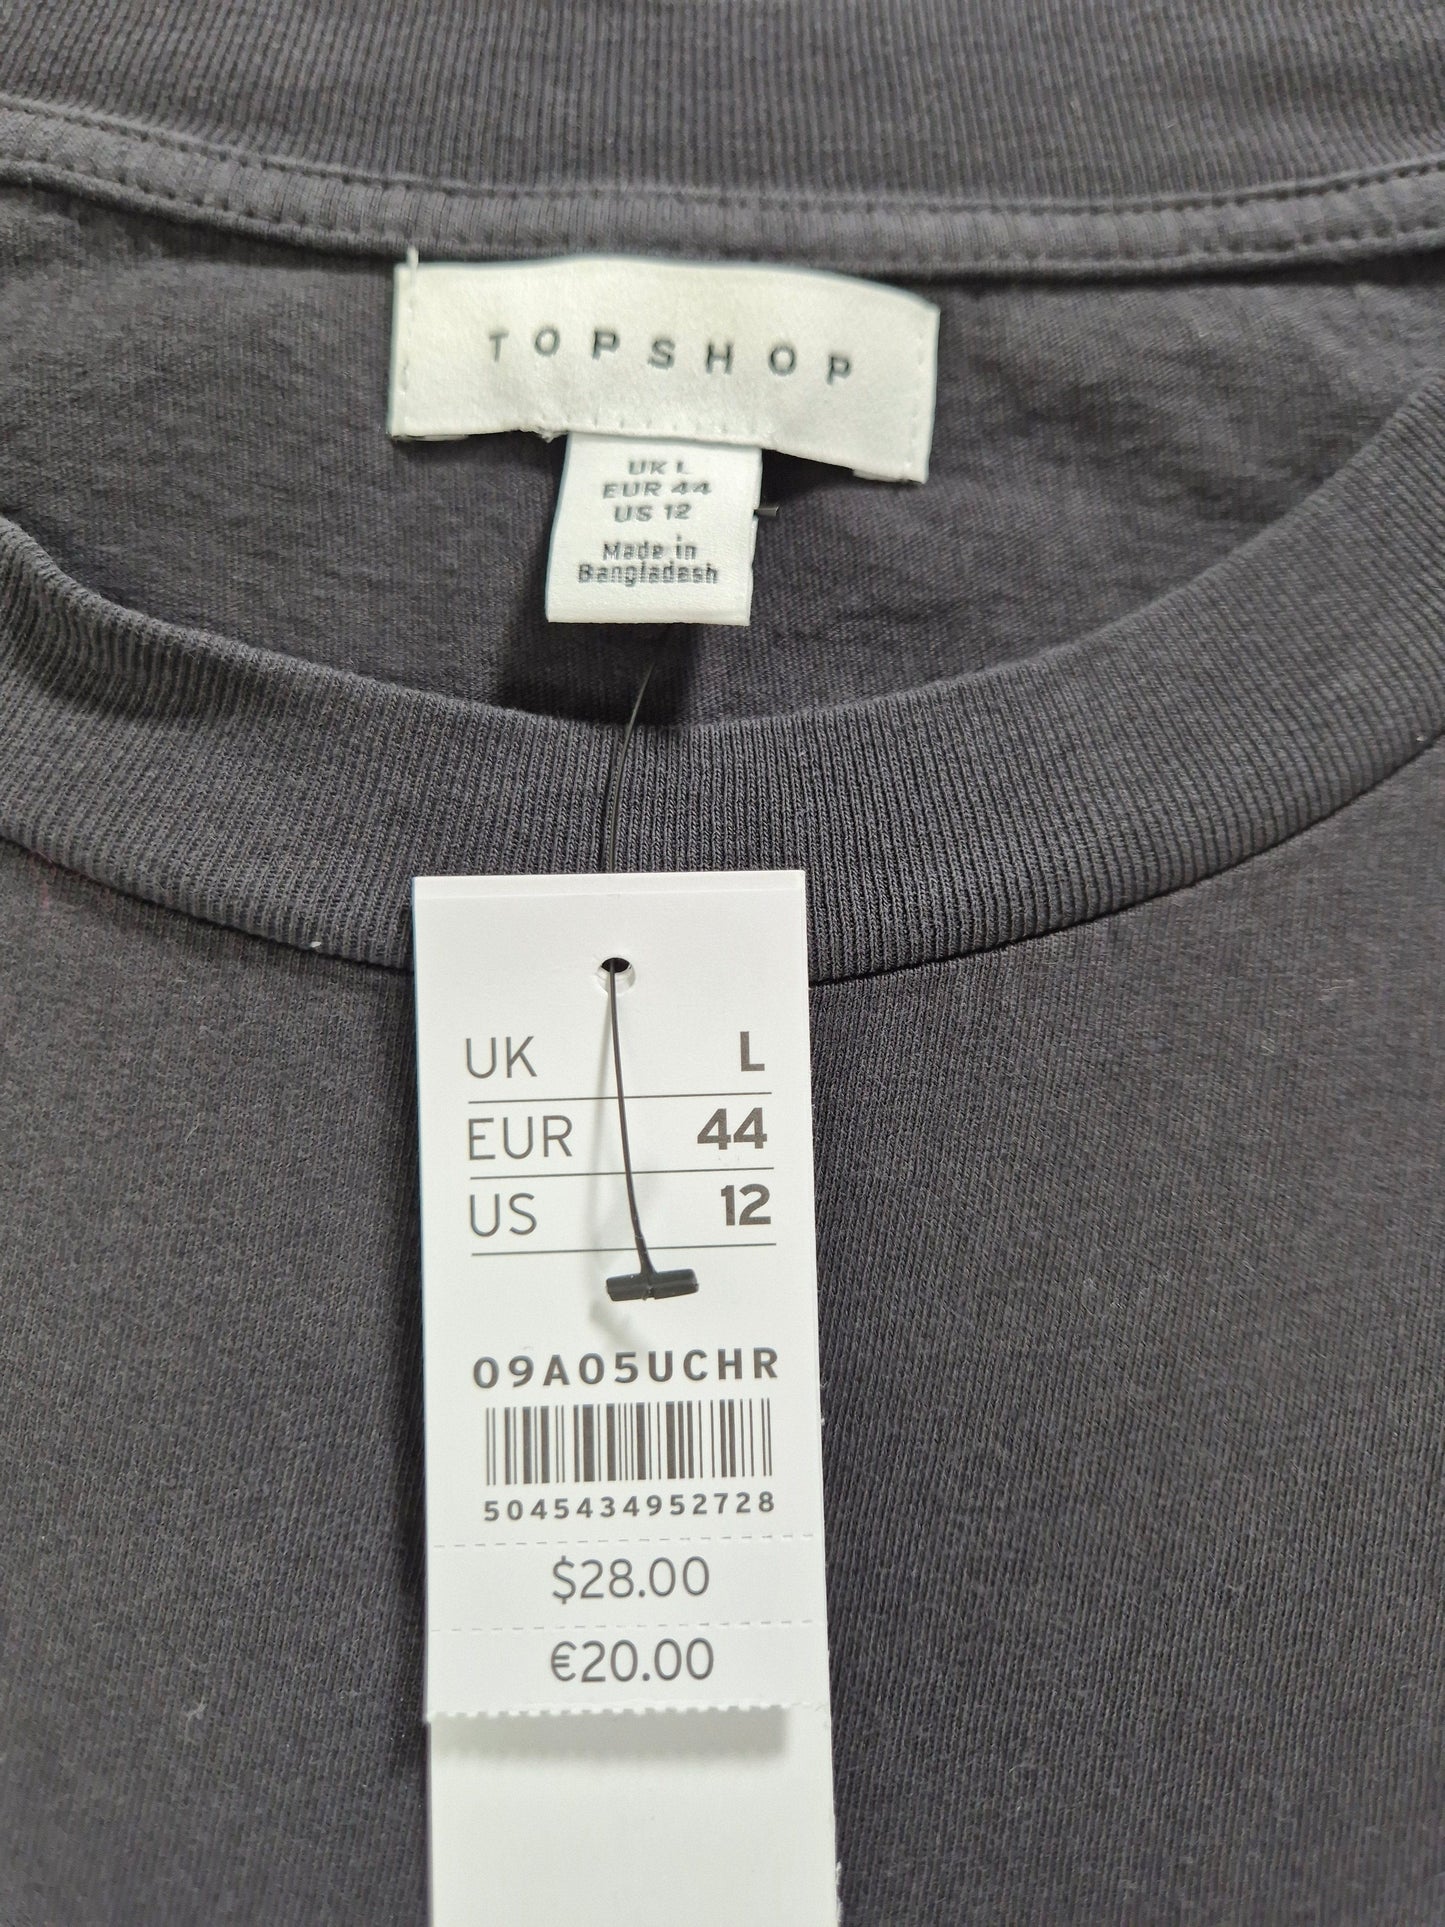 TOPSHOP
UK L
EUR 44
US 12
Made in
Bangladesh
UK L
EUR 44
US 12
09A05UCHR
5045434952728
$28.00
€20.00